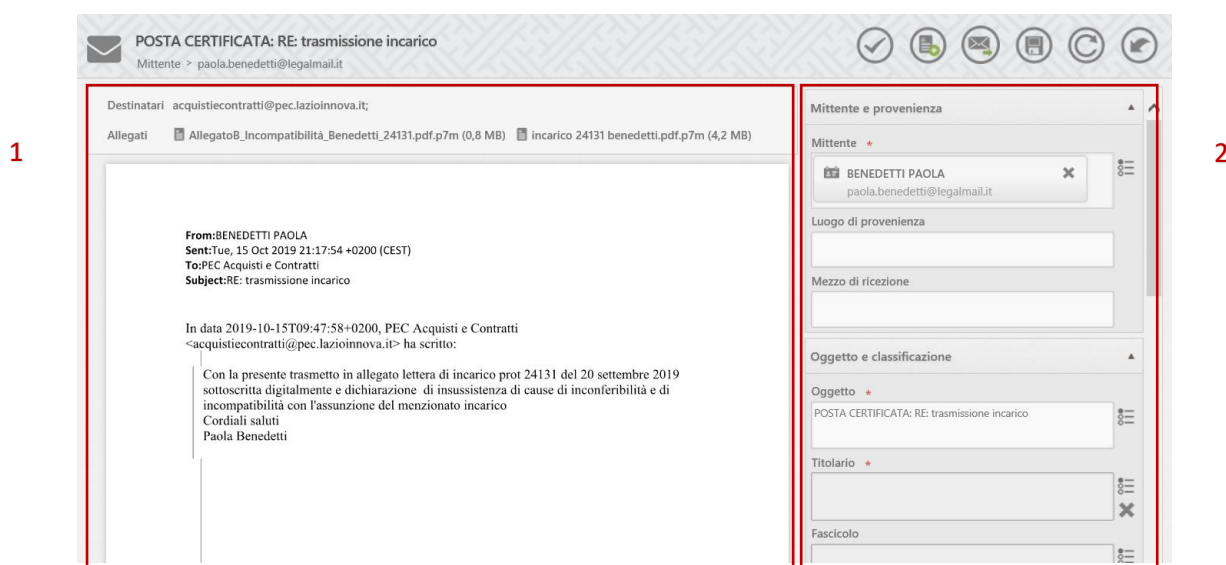 POSTA CERTIFICATA: RE: trasmissione incarico
Mittente > paola.benedetti@legalmail.it
1
Destinatari acquistiecontratti@pec.lazioinnova.it;
Allegati AllegatoB_Incompatibilità_Benedetti_24131.pdf.p7m (0,8 MB) incarico 24131 benedetti.pdf.p7m (4,2 MB)
From:BENEDETTI PAOLA
Sent:Tue, 15 Oct 2019 21:17:54 +0200 (CEST)
To:PEC Acquisti e Contratti
Subject:RE: trasmissione incarico
In data 2019-10-15T09:47:58+0200, PEC Acquisti e Contratti
<acquistiecontratti@pec.lazioinnova.it> ha scritto:
Con la presente trasmetto in allegato lettera di incarico prot 24131 del 20 settembre 2019
sottoscritta digitalmente e dichiarazione di insussistenza di cause di inconferibilità e di
incompatibilità con l'assunzione del menzionato incarico
Cordiali saluti
Paola Benedetti
2
Mittente e provenienza
Mittente *
BENEDETTI PAOLA
paola.benedetti@legalmail.it
Luogo di provenienza
Mezzo di ricezione
Oggetto e classificazione
Oggetto *
POSTA CERTIFICATA: RE: trasmissione incarico
Titolario *
Fascicolo